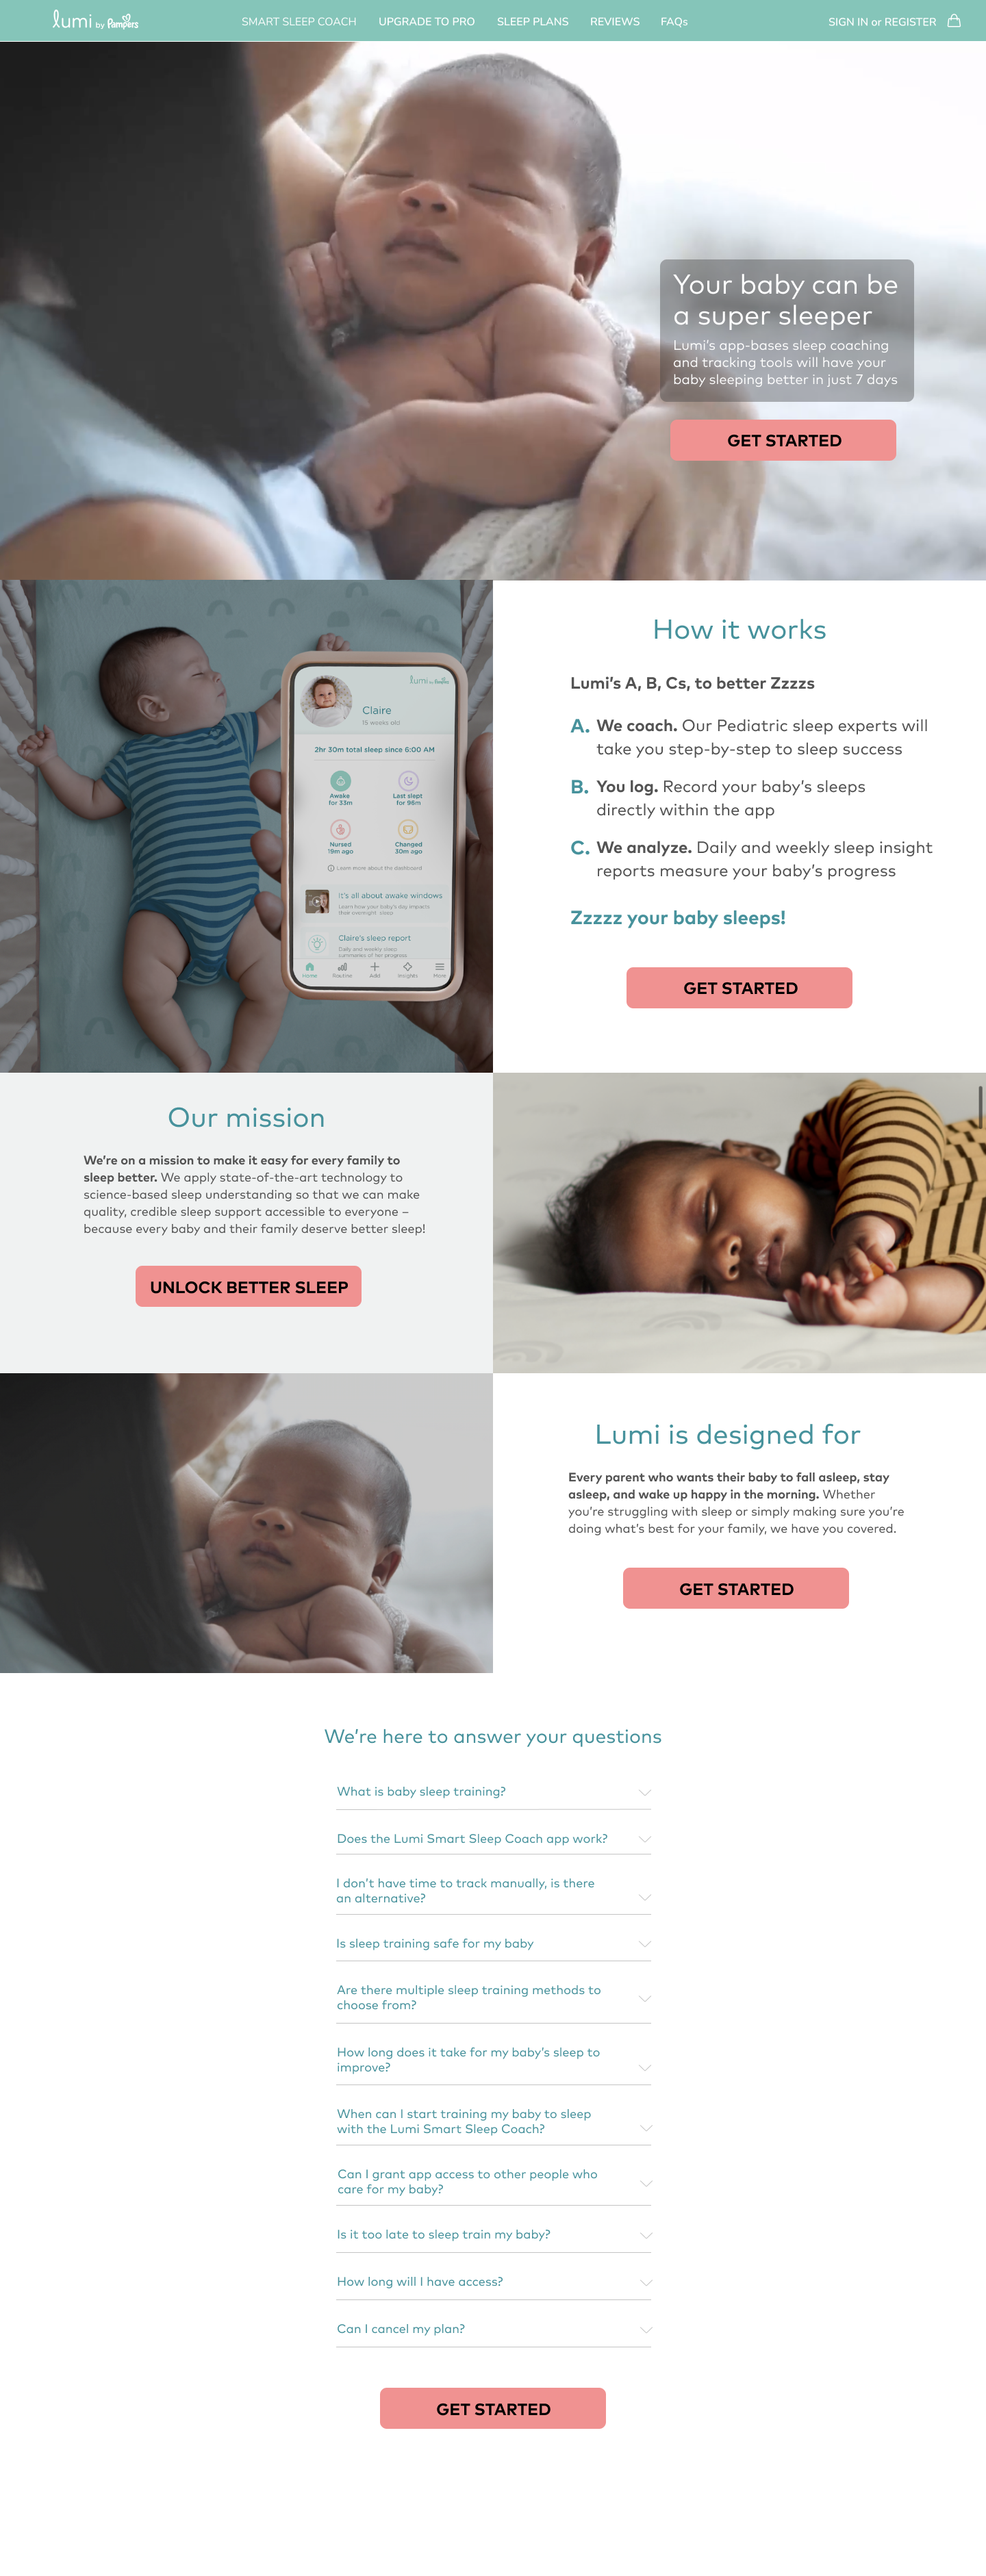 lumi by Pampers
SMART SLEEP COACH
UPGRADE TO PRO
SLEEP PLANS
REVIEWS
FAQs
SIGN IN or REGISTER
Your baby can be
a super sleeper
Lumi's app-bases sleep coaching
and tracking tools will have your
baby sleeping better in just 7 days
GET STARTED
lumi by Pampers
Claire
15 weeks old
2hr 30m total sleep since 6:00 AM
Awake
for 33m
Last slept
for 98m
Nursed
19m ago
Changed
30m ago
Learn more about the dashboard
It's all about awake windows
Learn how your baby's day impacts
their overnight sleep
Claire's sleep report
Daily and weekly sleep
summaries of her progress
Home
Routine
Add
Insights
More
How it works
Lumi's A, B, Cs, to better Zzzzs
A. We coach. Our Pediatric sleep experts will
take you step-by-step to sleep success
B. You log. Record your baby's sleeps
directly within the app
C. We analyze. Daily and weekly sleep insight
reports measure your baby's progress
Zzzzz your baby sleeps!
GET STARTED
Our mission
We're on a mission to make it easy for every family to
sleep better. We apply state-of-the-art technology to
science-based sleep understanding so that we can make
quality, credible sleep support accessible to everyone –
because every baby and their family deserve better sleep!
UNLOCK BETTER SLEEP
Lumi is designed for
Every parent who wants their baby to fall asleep, stay
asleep, and wake up happy in the morning. Whether
you're struggling with sleep or simply making sure you're
doing what's best for your family, we have you covered.
GET STARTED
We're here to answer your questions
What is baby sleep training?
Does the Lumi Smart Sleep Coach app work?
I don't have time to track manually, is there
an alternative?
Is sleep training safe for my baby
Are there multiple sleep training methods to
choose from?
How long does it take for my baby's sleep to
improve?
When can I start training my baby to sleep
with the Lumi Smart Sleep Coach?
Can I grant app access to other people who
care for my baby?
Is it too late to sleep train my baby?
How long will I have access?
Can I cancel my plan?
GET STARTED